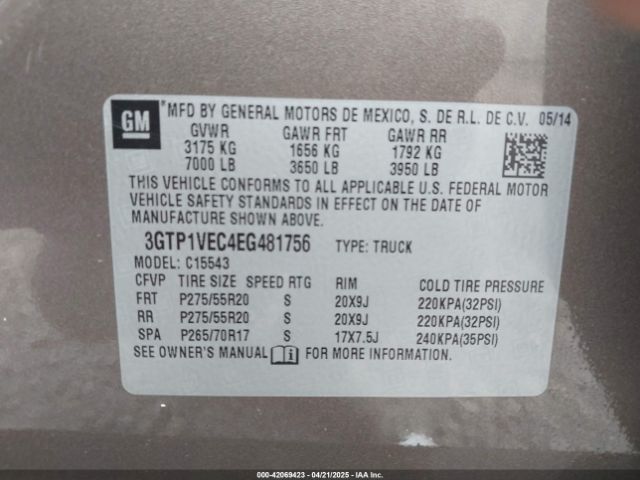 GM
*MFD BY GENERAL MOTORS DE MEXICO, S. DE R.L. DE C.V. 05/14
GVWR GAWR FRT GAWR RR
3175 KG 1656 KG 1792 KG
7000 LB 3650 LB 3950 LB
THIS VEHICLE CONFORMS TO ALL APPLICABLE U.S. FEDERAL MOTOR
VEHICLE SAFETY STANDARDS IN EFFECT ON THE DATE OF
MANUFACTURE SHOWN ABOVE.
3GTP1VEC4EG481756 TYPE: TRUCK
MODEL: C15543
CFVP TIRE SIZE SPEED RTG RIM COLD TIRE PRESSURE
FRT P275/55R20 S 20X9J 220KPA(32PSI)
RR P275/55R20 S 20X9J 220KPA(32PSI)
SPA P265/70R17 S 17X7.5J 240KPA(35PSI)
SEE OWNER'S MANUAL FOR MORE INFORMATION.
000-42069423 - 04/21/2025 - IAA Inc.